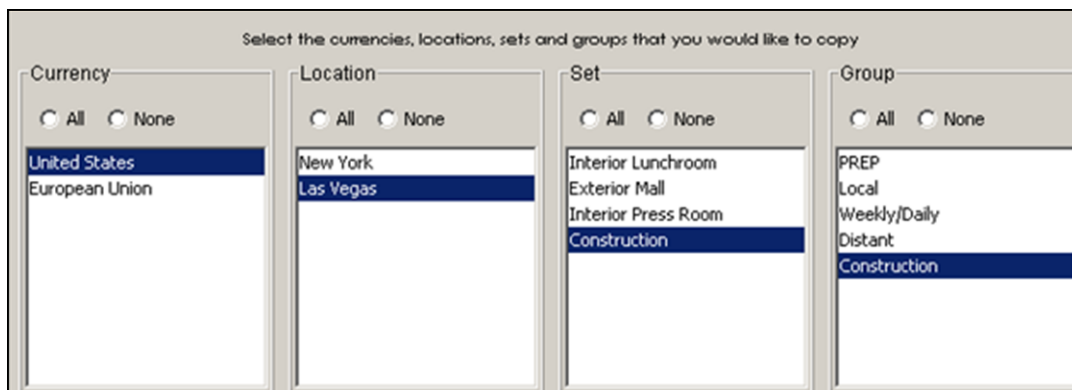 Select the currencies, locations, sets and groups that you would like to copy
Currency
All None
United States
European Union
Location
All None
New York
Las Vegas
Set
All None
Interior Lunchroom
Exterior Mall
Interior Press Room
Construction
Group
All None
PREP
Local
Weekly/Daily
Distant
Construction